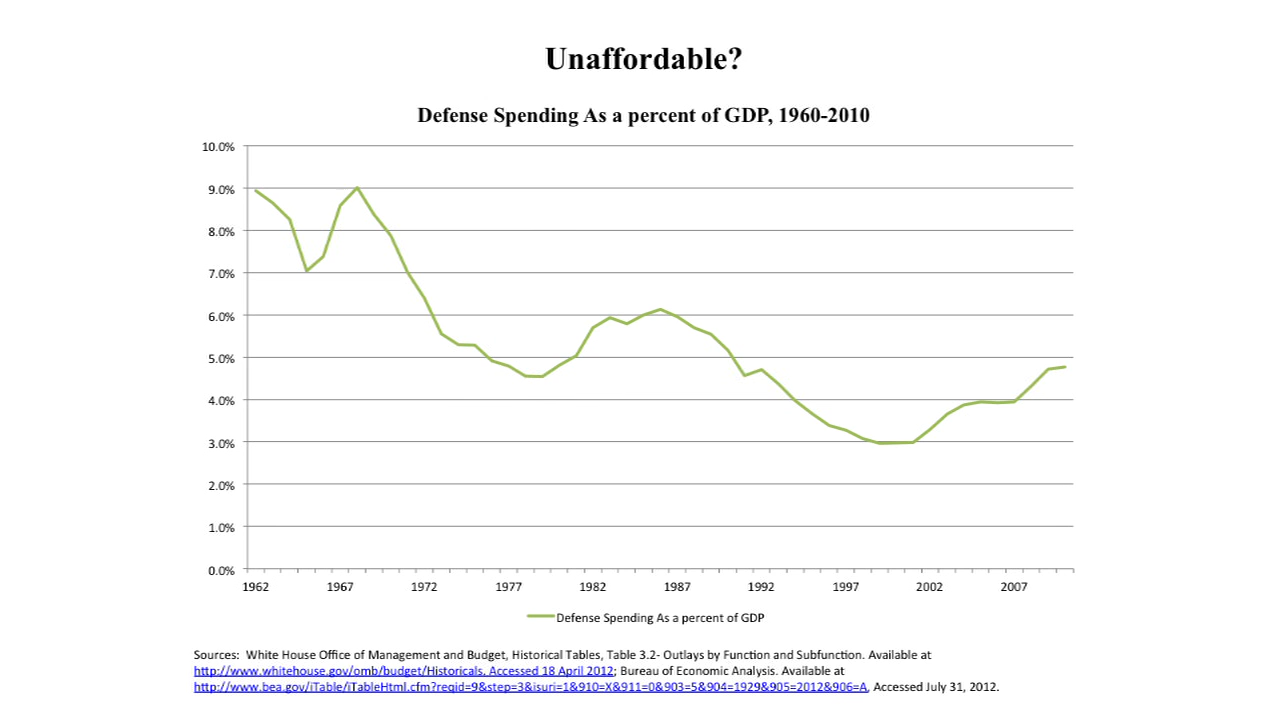 Unaffordable?
Defense Spending As a percent of GDP, 1960-2010
10.0%
9.0%
8.0%
7.0%
6.0%
5.0%
4.0%
3.0%
2.0%
1.0%
0.0%
1962 1967 1972 1977 1982 1987 1992 1997 2002 2007
Defense Spending As a percent of GDP
Sources: White House Office of Management and Budget, Historical Tables, Table 3.2- Outlays by Function and Subfunction. Available at
http://www.whitehouse.gov/omb/budget/Historicals. Accessed 18 April 2012; Bureau of Economic Analysis. Available at
http://www.bea.gov/iTable/iTableHtml.cfm?reqid=9&step=3&isuri=1&910=X&911=0&903=5&904=1929&905=2012&906=A, Accessed July 31, 2012.